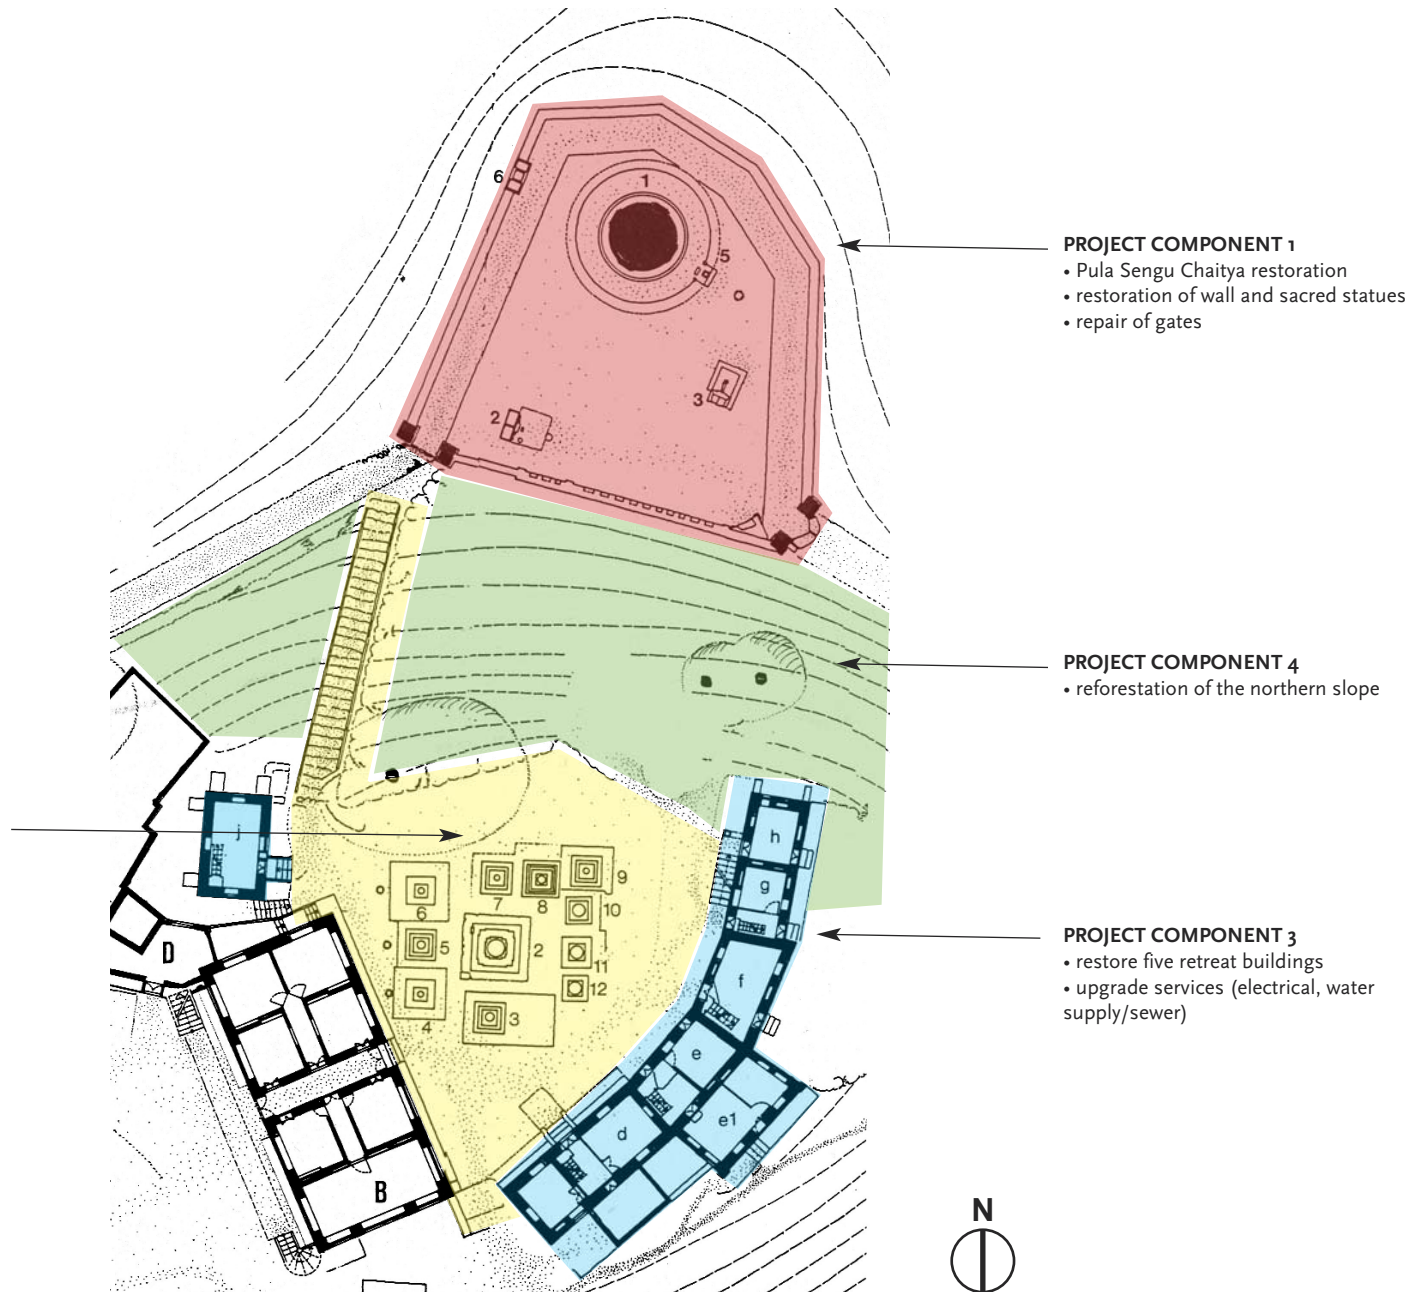 1
6
5
3
2
PROJECT COMPONENT 1
• Pula Sengu Chaitya restoration
• restoration of wall and sacred statues
• repair of gates
PROJECT COMPONENT 4
• reforestation of the northern slope
j
h
g
f
e
e1
d
6
7
8
9
10
5
2
11
12
4
3
D
B
PROJECT COMPONENT 3
• restore five retreat buildings
• upgrade services (electrical, water
supply/sewer)
N